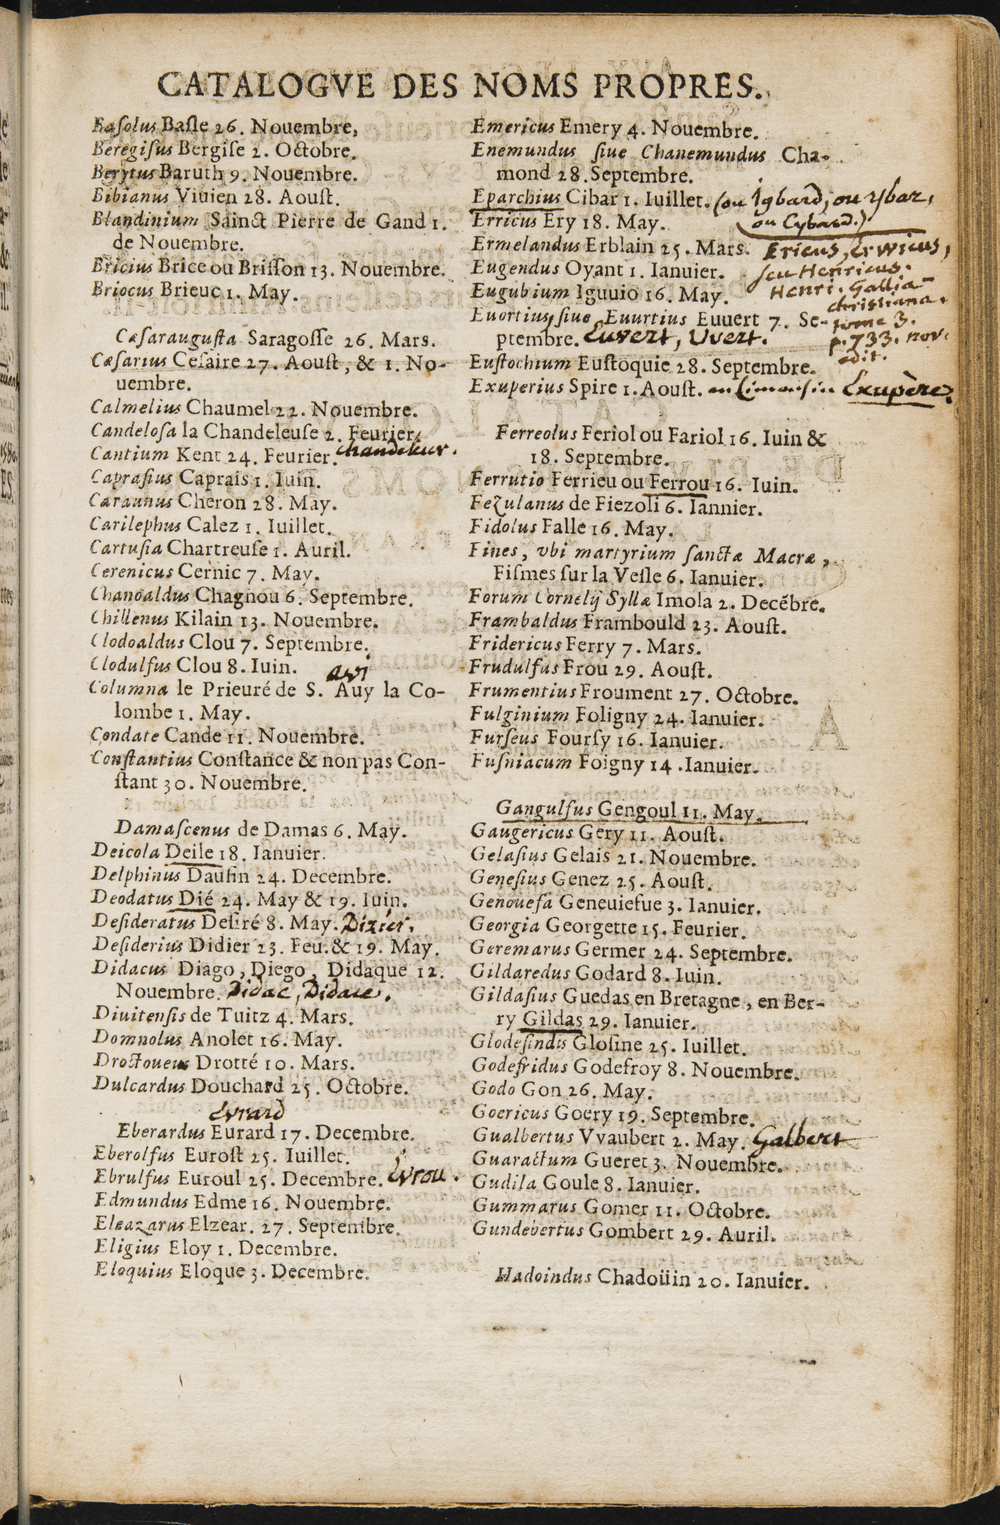 CATALOGVE DES NOMS PROPRES.
Basolus Basle 26. Nouembre,
Beregisus Bergise 2. Octobre.
Berytus Baruth 9. Nouembre.
Bibianus Viuien 28. Aoust.
Blandinium Sainct Pierre de Gand 1.
de Nouembre.
Bricius Brice ou Brisson 13. Nouembre.
Briocus Brieuc 1. May.
Cæsaraugusta Saragosse 26. Mars.
Cæsarius Cesaire 27. Aoust, & 1. No-
uembre.
Calmelius Chaumel 22. Nouembre.
Candelosa la Chandeleuse 2. Feurier.
chandeleur.
Cantium Kent 24. Feurier.
Caprasius Caprais 1. Iuin.
Caraunus Cheron 28. May.
Carilephus Calez 1. Iuillet.
Cartusia Chartreuse 1. Auril.
Cerenicus Cernic 7. May.
Chanoaldus Chagnou 6. Septembre.
Chillenus Kilain 13. Nouembre.
Clodoaldus Clou 7. Septembre.
Clodulfus Clou 8. Iuin.
avj
Columna le Prieuré de S. Auy la Co-
lombe 1. May.
Condate Cande 11. Nouembre.
Constantius Constance & non pas Con-
stant 30. Nouembre.
Damascenus de Damas 6. May.
Deicola Deile 18. Ianuier.
Delphinus Daufin 24. Decembre.
Deodatus Dié 24. May & 19. Iuin.
Desideratus Desiré 8. May. Dizier.
Desiderius Didier 23. Feu. & 19. May.
Didacus Diago, Diego, Didaque 12.
Nouembre. Didac, Didace.
Diuitensis de Tuitz 4. Mars.
Domnolus Anolet 16. May.
Droctoueus Drotté 10. Mars.
Dulcardus Douchard 25. Octobre.
Evrard
Eberardus Eurard 17. Decembre.
Eberolfus Eurost 25. Iuillet.
Ebrulfus Euroul 25. Decembre. Evrou.
Edmundus Edme 16. Nouembre.
Eleazarus Elzear. 27. Septembre.
Eligius Eloy 1. Decembre.
Eloquius Eloque 3. Decembre.
Emericus Emery 4. Nouembre.
Enemundus siue Chanemundus Cha-
mond 28. Septembre.
Eparchius Cibar 1. Iuillet. (ou Igbard, ou ybar,
ou Cybard.)
Erricus Ery 18. May.
Ermelandus Erblain 25. Mars. Ericus, Erwicus,
seu Henricus.
Eugendus Oyant 1. Ianuier.
Henri. Gallia
Eugubium Iguuio 16. May.
christiana.
Euortius siue Euurtius Euuert 7. Se-
tome 3.
ptembre. Euvert, Uvert.
p. 733. nov.
edit.
Eustochium Eustoquie 28. Septembre.
Exuperius Spire 1. Aoust. en Limousin Exupère.
Ferreolus Feriol ou Fariol 16. Iuin &
18. Septembre.
Ferrutio Ferrieu ou Ferrou 16. Iuin.
Fezulanus de Fiezoli 6. Iannier.
Fidolus Falle 16. May.
Fines, vbi martyrium sanctæ Macræ,
Fismes sur la Vesle 6. Ianuier.
Forum Cornelij Syllæ Imola 2. Decẽbre.
Frambaldus Frambould 23. Aoust.
Fridericus Ferry 7. Mars.
Frudulfus Frou 29. Aoust.
Frumentius Froument 27. Octobre.
Fulginium Foligny 24. Ianuier.
Furseus Foursy 16. Ianuier.
Fusniacum Foigny 14 .Ianuier.
Gangulfus Gengoul 11. May.
Gaugericus Gery 11. Aoust.
Gelasius Gelais 21. Nouembre.
Genesius Genez 25. Aoust.
Genouefa Geneuiefue 3. Ianuier.
Georgia Georgette 15. Feurier.
Geremarus Germer 24. Septembre.
Gildaredus Godard 8. Iuin.
Gildasius Guedas en Bretagne, en Ber-
ry Gildas 29. Ianuier.
Glodesindis Glosine 25. Iuillet.
Godefridus Godefroy 8. Nouembre.
Godo Gon 26. May.
Goericus Goery 19. Septembre.
Gualbertus Vvaubert 2. May. Galbert
Guaractum Gueret 3. Nouembre.
Gudila Goule 8. Ianuier.
Gummarus Gomer 11. Octobre.
Gundebertus Gombert 29. Auril.
Hadoindus Chadoüin 20. Ianuier.